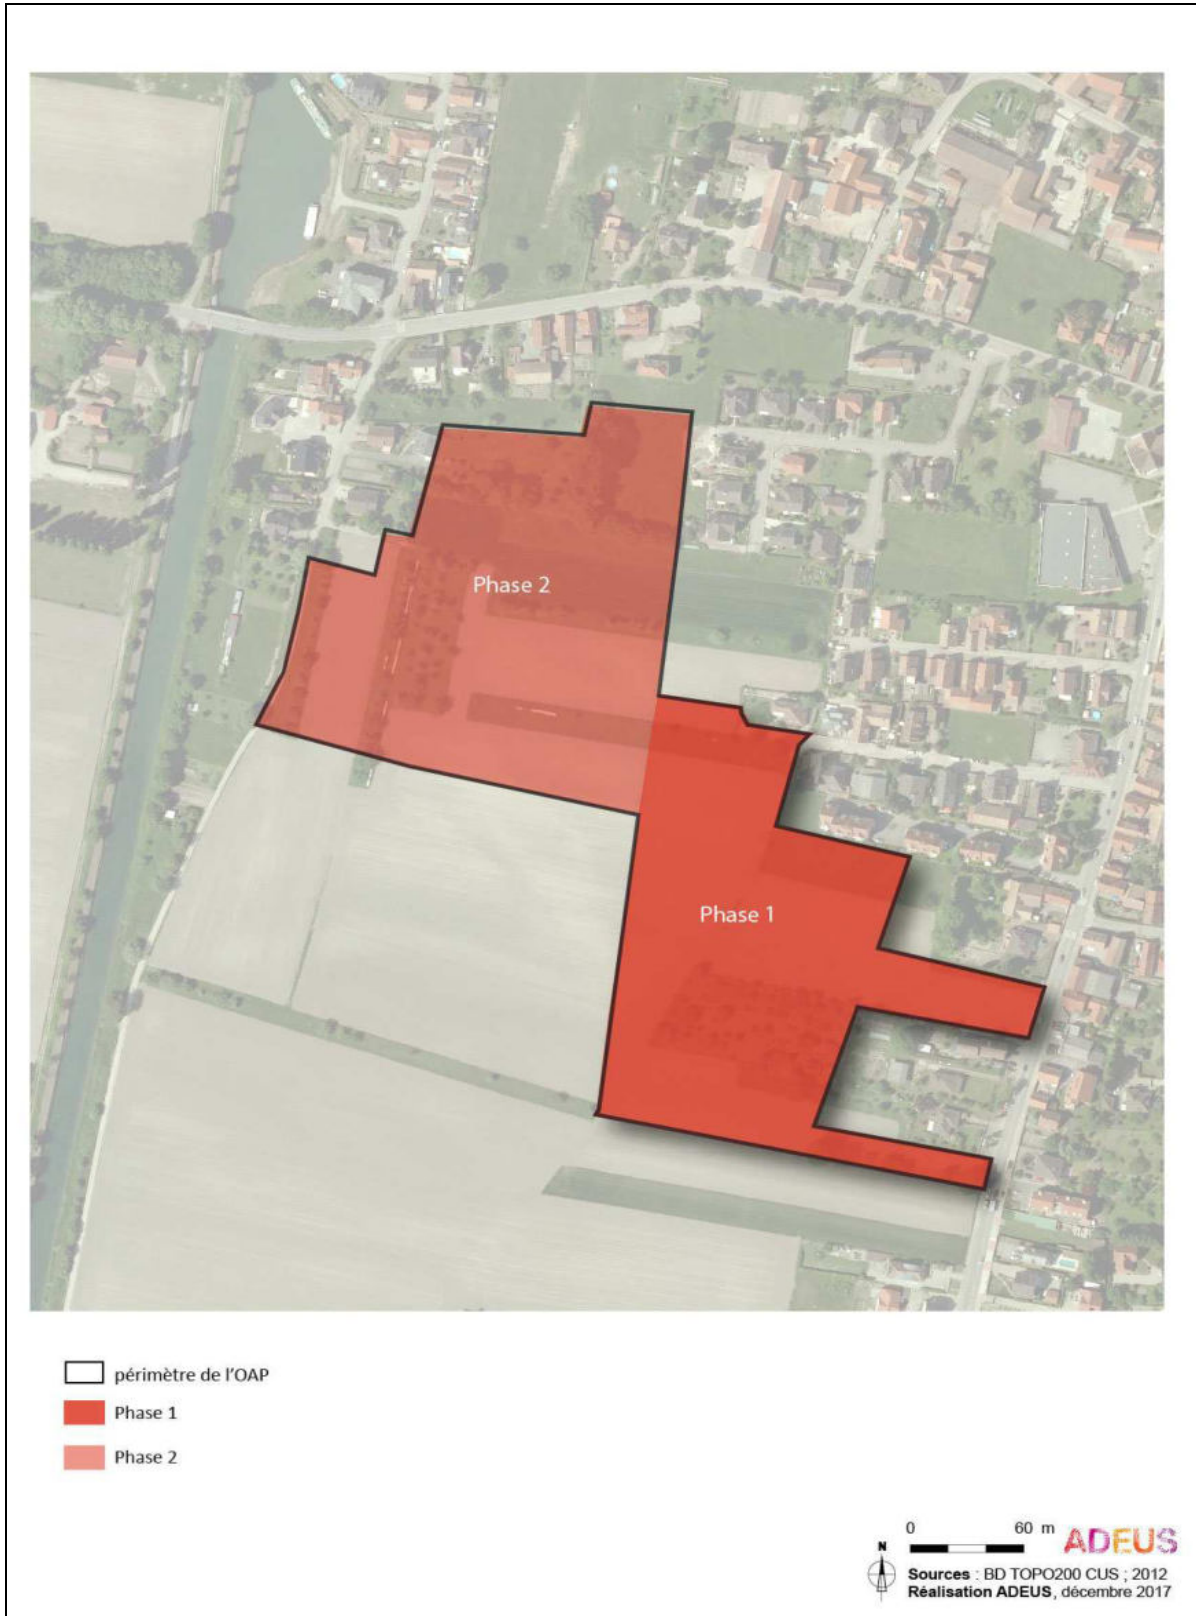 Phase 2
Phase 1
périmètre de l'OAP
Phase 1
Phase 2
0 60 m
ADEUS
N
Sources : BD TOPO200 CUS ; 2012
Réalisation ADEUS, décembre 2017